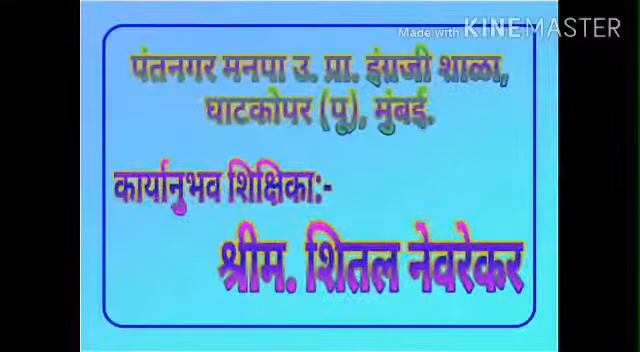 Made with KINEMASTER
पंतनगर मनपा उ. प्रा. इंग्रजी शाळा,
घाटकोपर (पू), मुंबई.
कार्यानुभव शिक्षिका:-
श्रीम. शितल नेवरेकर